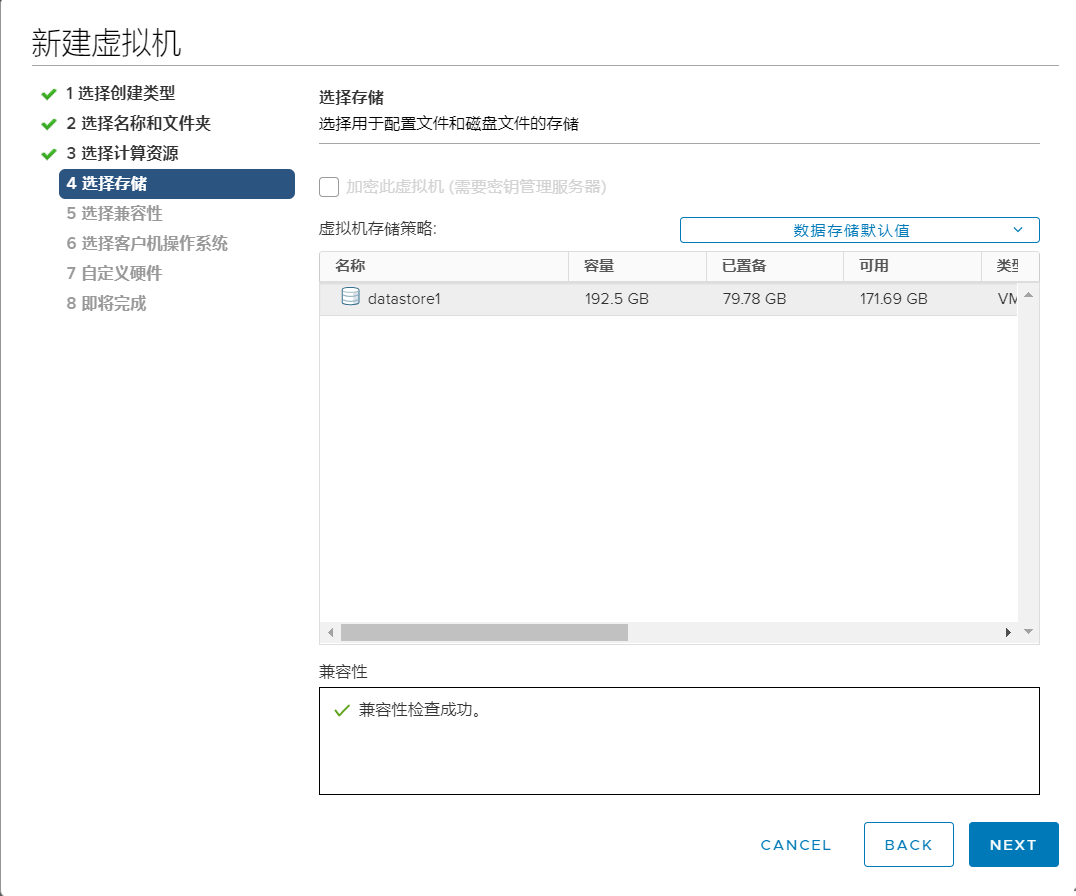 新建虚拟机
1 选择创建类型
2 选择名称和文件夹
3 选择计算资源
4 选择存储
5 选择兼容性
6 选择客户机操作系统
7 自定义硬件
8 即将完成
选择存储
选择用于配置文件和磁盘文件的存储
加密此虚拟机 (需要密钥管理服务器)
虚拟机存储策略: 数据存储默认值
名称 容量 已置备 可用 类型
datastore1 192.5 GB 79.78 GB 171.69 GB VM
兼容性
兼容性检查成功。
CANCEL BACK NEXT